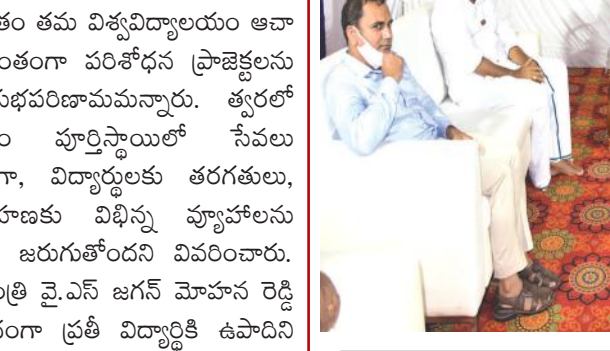 తం తమ విశ్వవిద్యాలయం ఆచా
ంతంగా పరిశోధన ప్రాజెక్టలను
ుభపరిణామమన్నారు. త్వరలో
ం పూర్తిస్థాయిలో సేవలు
గా, విద్యార్థులకు తరగతులు,
హణకు విభిన్న వ్యూహాలను
జరుగుతోందని వివరించారు.
ంత్రి వై.ఎస్ జగన్ మోహన రెడ్డి
రంగా ప్రతీ విద్యార్థికి ఉపాదిని